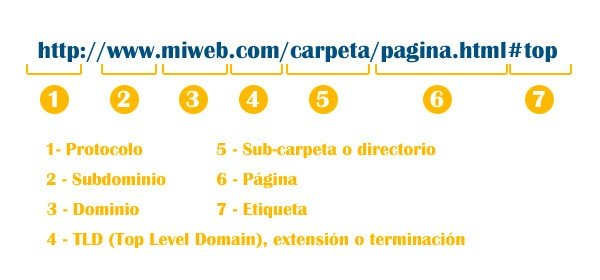 http://www.miweb.com/carpeta/pagina.html#top
1 2 3 4 5 6 7
1- Protocolo
2 - Subdominio
3 - Dominio
4 - TLD (Top Level Domain), extensión o terminación
5 - Sub-carpeta o directorio
6 - Página
7 - Etiqueta